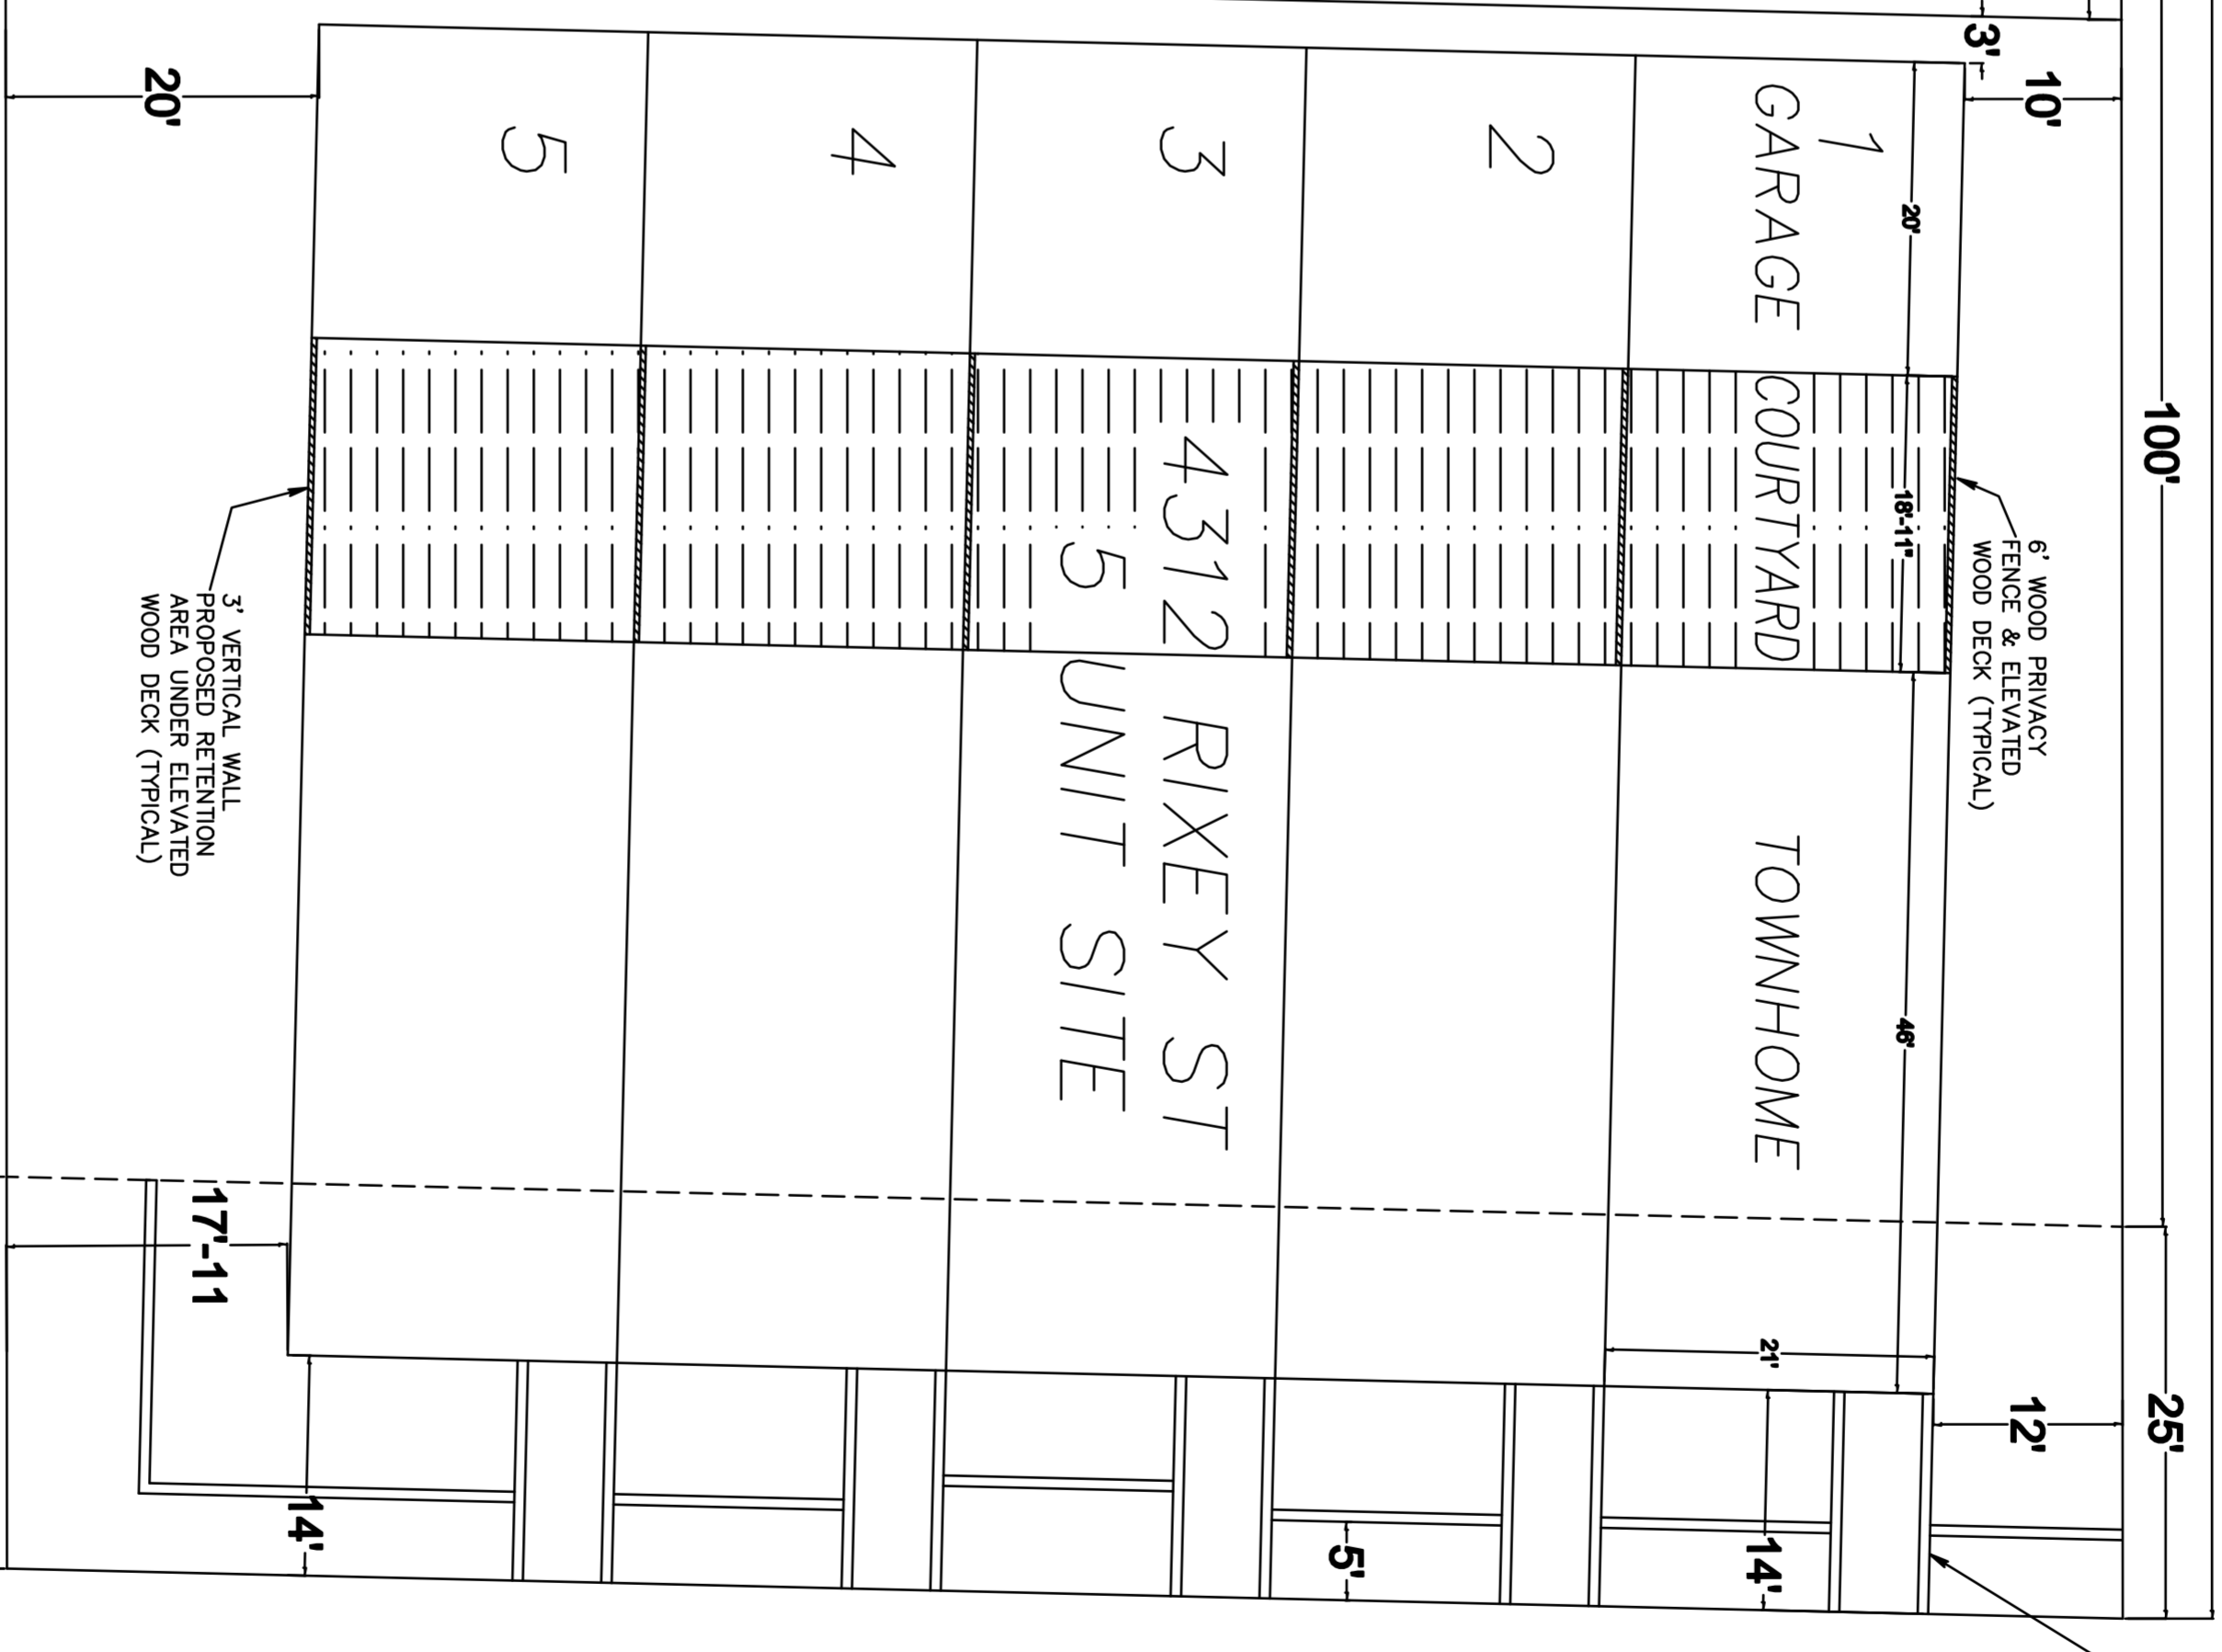 3'
10'
100'
20'
1
GARAGE
20'
2
3
4
5
COURTYARD
18'-11"
6' WOOD PRIVACY
FENCE & ELEVATED
WOOD DECK (TYPICAL)
4312 RIXEY ST
5 UNIT SITE
3' VERTICAL WALL
PROPOSED RETENTION
AREA UNDER ELEVATED
WOOD DECK (TYPICAL)
TOWNHOME
46'
21'
12'
25'
17'-11
14'
5'
14'